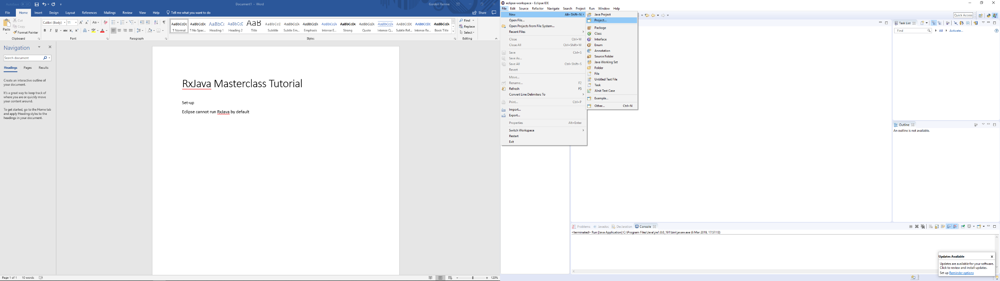 AutoSave Off
Document1 - Word
Gordon Rennie
File Home Insert Design Layout References Mailings Review View Help Tell me what you want to do
Share
Paste
Cut
Copy
Format Painter
Clipboard
Calibri (Body) 11
Font
Paragraph
AaBbCcDc AaBbCcDc AaBbCc AaBbCcE AaB AaBbCcD AaBbCcDc AaBbCcDc AaBbCcDc AaBbCcDc AaBbCcDc AaBbCcDc AaBbCcDc AaBbCcDc AaBbCcDc
¶ Normal ¶ No Spac... Heading 1 Heading 2 Title Subtitle Subtle Em... Emphasis Intense E... Strong Quote Intense Q... Subtle Ref... Intense Re... Book Title
Styles
Find
Replace
Select
Editing
Navigation
Search document
Headings Pages Results
Create an interactive outline of
your document.
It's a great way to keep track of
where you are or quickly move
your content around.
To get started, go to the Home tab
and apply Heading styles to the
headings in your document.
RxJava Masterclass Tutorial
Set-up
Eclipse cannot run RxJava by default
Page 1 of 1 10 words
120%
eclipse-workspace - Eclipse IDE
File Edit Source Refactor Navigate Search Project Run Window Help
New Alt+Shift+N
Open File...
Open Projects from File System...
Recent Files
Close Ctrl+W
Close All Ctrl+Shift+W
Save Ctrl+S
Save As...
Save All Ctrl+Shift+S
Revert
Move...
Rename... F2
Refresh F5
Convert Line Delimiters To
Print... Ctrl+P
Import...
Export...
Properties Alt+Enter
Switch Workspace
Restart
Exit
Java Project
Project...
Package
Class
Interface
Enum
Annotation
Source Folder
Java Working Set
Folder
File
Untitled Text File
Task
JUnit Test Case
Example...
Other... Ctrl+N
Quick Access
Task List
Find
All
Activate...
Outline
An outline is not available.
Problems Javadoc Declaration Console
<terminated> Run [Java Application] C:\Program Files\Java\jre1.8.0_191\bin\javaw.exe (6 Mar 2019, 17:57:13)
Updates Available
Updates are available for your software.
Click to review and install updates.
Set up Reminder options